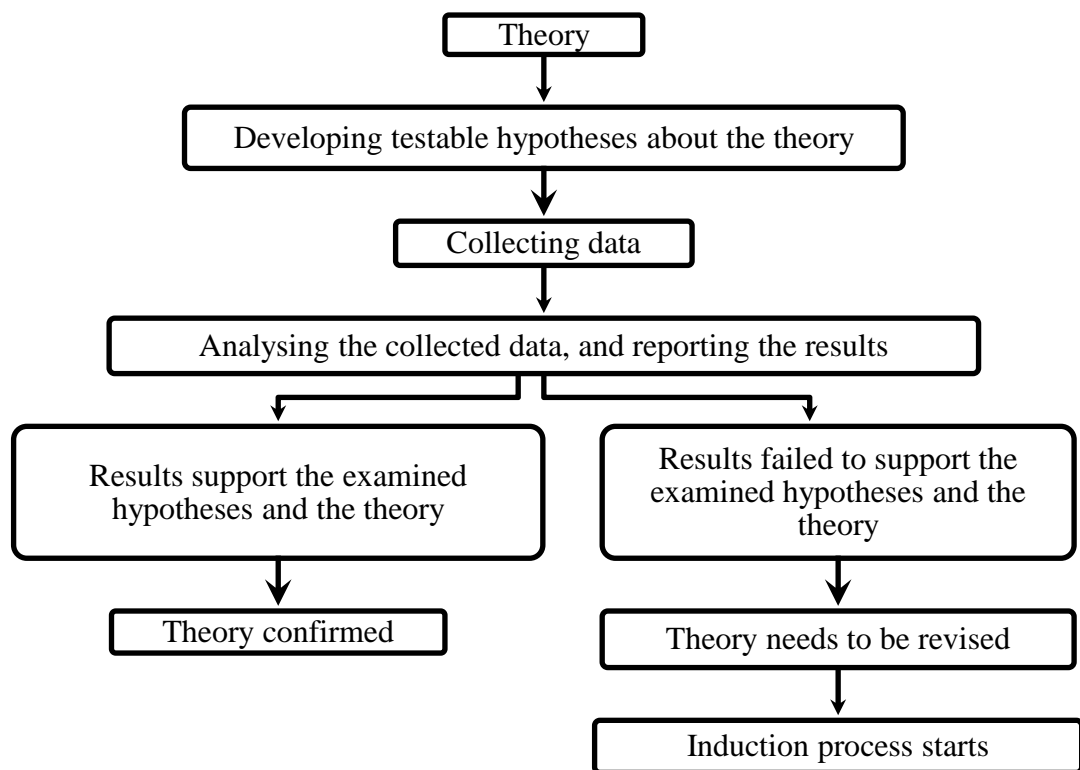 Theory
Developing testable hypotheses about the theory
Collecting data
Analysing the collected data, and reporting the results
Results support the examined
hypotheses and the theory
Results failed to support the
examined hypotheses and the
theory
Theory confirmed
Theory needs to be revised
Induction process starts